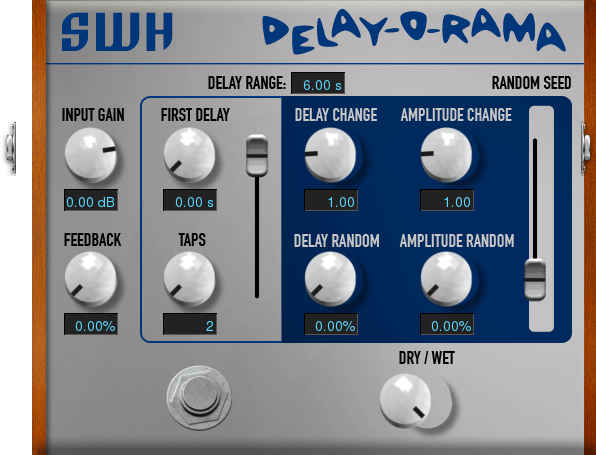 SWH DELAY-O-RAMA
DELAY RANGE: 6.00 s RANDOM SEED
INPUT GAIN FIRST DELAY DELAY CHANGE AMPLITUDE CHANGE
0.00 dB 0.00 s 1.00 1.00
FEEDBACK TAPS DELAY RANDOM AMPLITUDE RANDOM
0.00% 2 0.00% 0.00%
DRY / WET